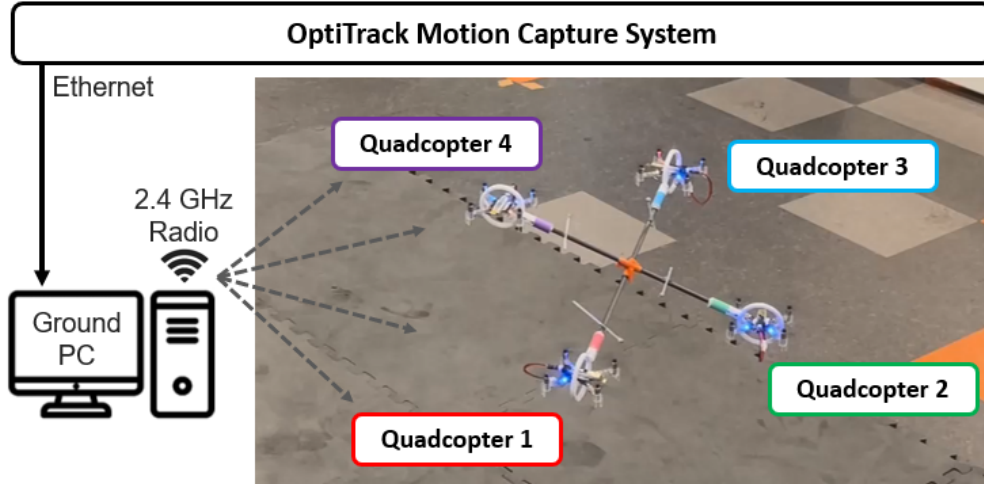 OptiTrack Motion Capture System
Ethernet
Quadcopter 4
Quadcopter 3
2.4 GHz
Radio
Ground
PC
Quadcopter 2
Quadcopter 1